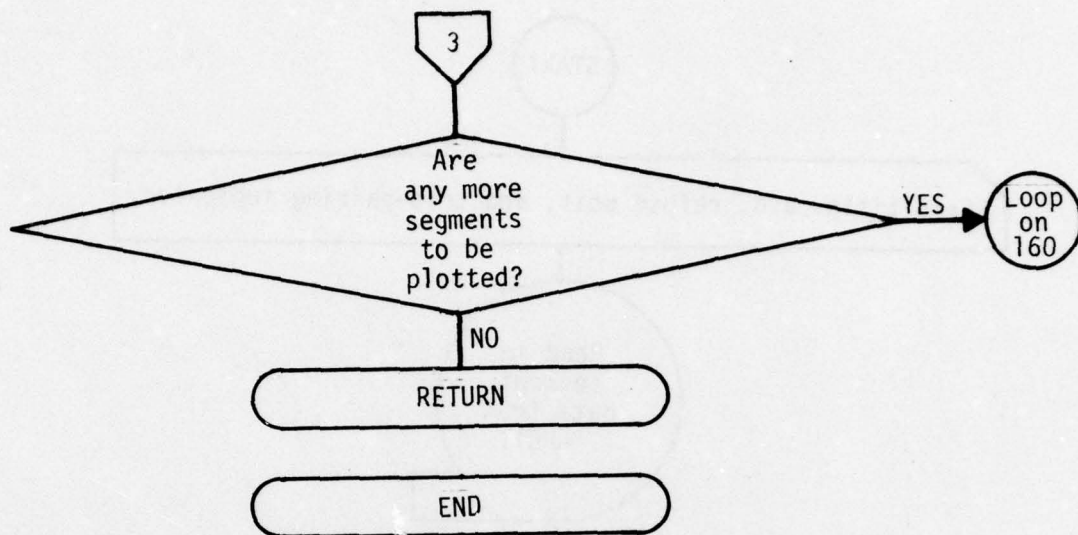 3
Are
any more
segments
to be
plotted?
YES
Loop
on
160
NO
RETURN
END